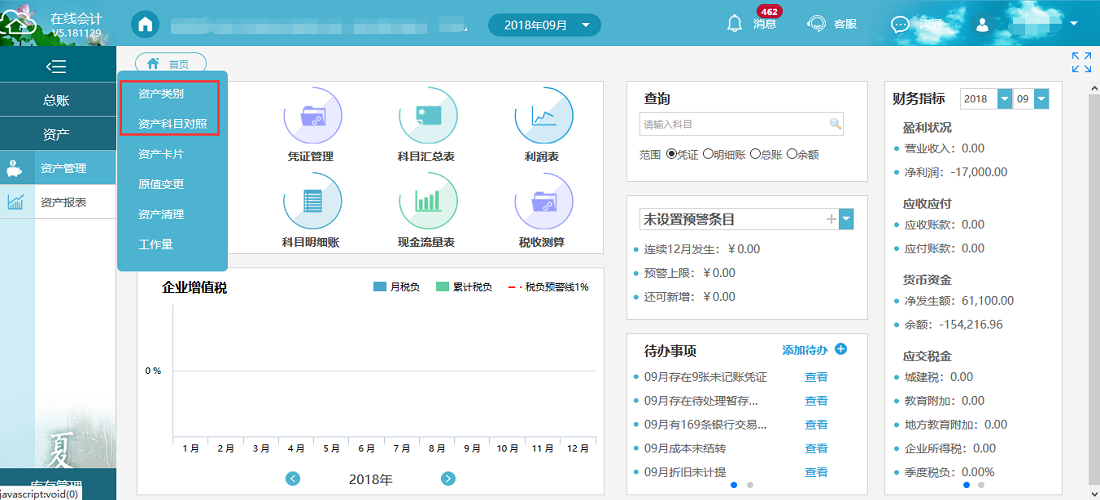 在线会计
V5.181129
2018年09月
消息
462
客服
首页
总账
资产
资产管理
资产报表
夏
库存管理
javascript:void(0)
资产类别
资产科目对照
资产卡片
原值变更
资产清理
工作量
凭证管理
科目汇总表
利润表
科目明细账
现金流量表
税收测算
企业增值税
月税负
累计税负
税负预警线1%
0 %
1 月 2 月 3 月 4 月 5 月 6 月 7 月 8 月 9 月 10 月 11 月 12 月
2018年
查询
请输入科目
范围 凭证 明细账 总账 余额
未设置预警条目
连续12月发生：￥0.00
预警上限：￥0.00
还可新增：￥0.00
待办事项
添加待办
09月存在9张未记账凭证 查看
09月存在待处理暂存... 查看
09月有169条银行交易... 查看
09月成本未结转 查看
09月折旧未计提 查看
财务指标
2018
09
盈利状况
营业收入：0.00
净利润：-17,000.00
应收应付
应收账款：0.00
应付账款：0.00
货币资金
净发生额：61,100.00
余额：-154,216.96
应交税金
城建税：0.00
教育附加：0.00
地方教育附加：0.00
企业所得税：0.00
季度税负：0.00%